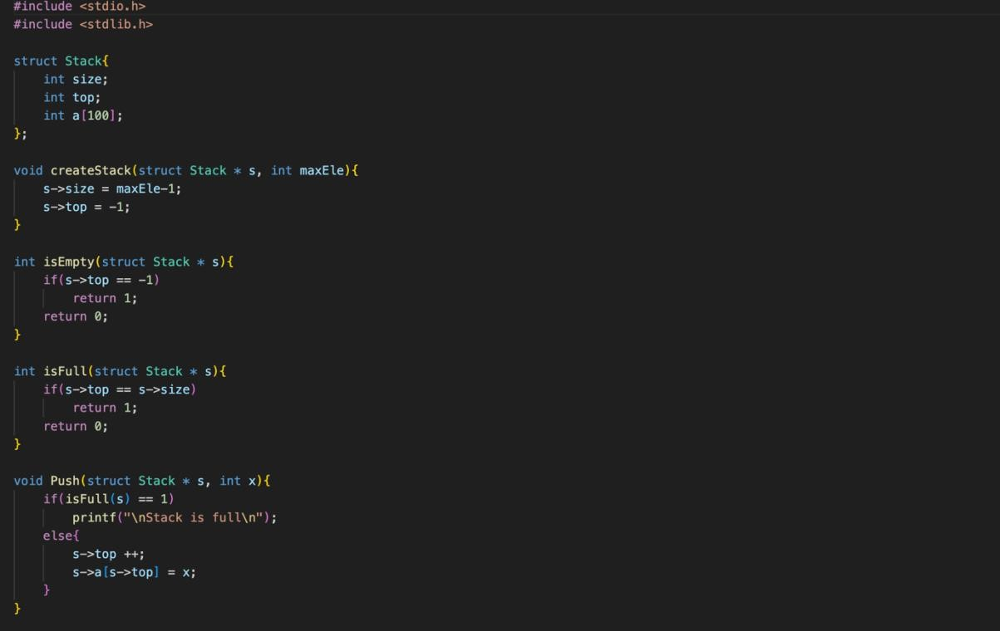 #include <stdio.h>
#include <stdlib.h>

struct Stack{
    int size;
    int top;
    int a[100];
};

void createStack(struct Stack * s, int maxEle){
    s->size = maxEle-1;
    s->top = -1;
}

int isEmpty(struct Stack * s){
    if(s->top == -1)
        return 1;
    return 0;
}

int isFull(struct Stack * s){
    if(s->top == s->size)
        return 1;
    return 0;
}

void Push(struct Stack * s, int x){
    if(isFull(s) == 1)
        printf("\nStack is full\n");
    else{
        s->top ++;
        s->a[s->top] = x;
    }
}